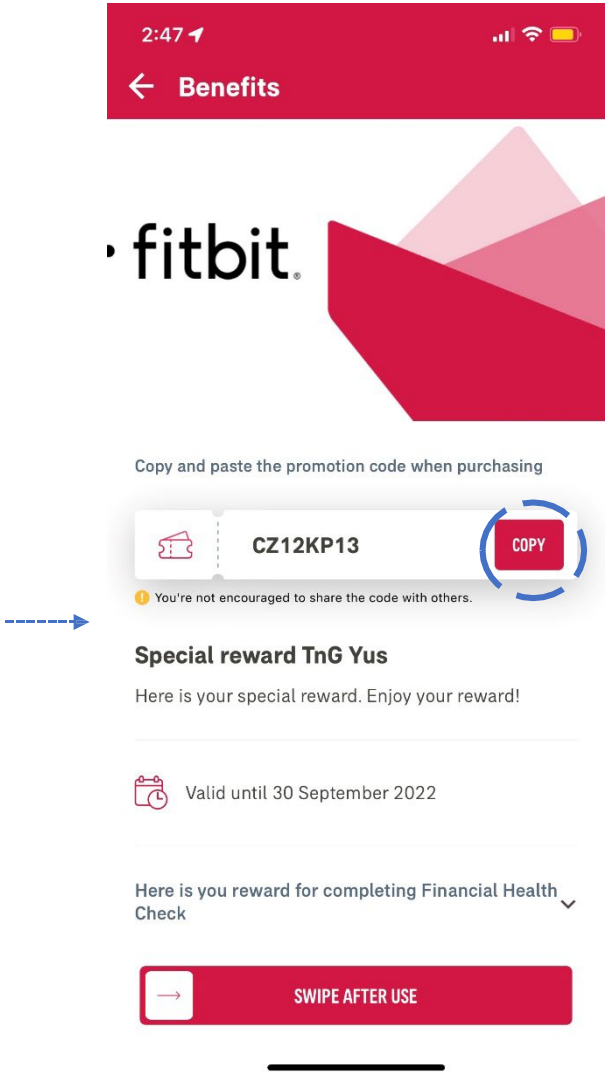 2:47
Benefits
fitbit®
Copy and paste the promotion code when purchasing
CZ12KP13
COPY
You're not encouraged to share the code with others.
Special reward TnG Yus
Here is your special reward. Enjoy your reward!
Valid until 30 September 2022
Here is you reward for completing Financial Health
Check
SWIPE AFTER USE